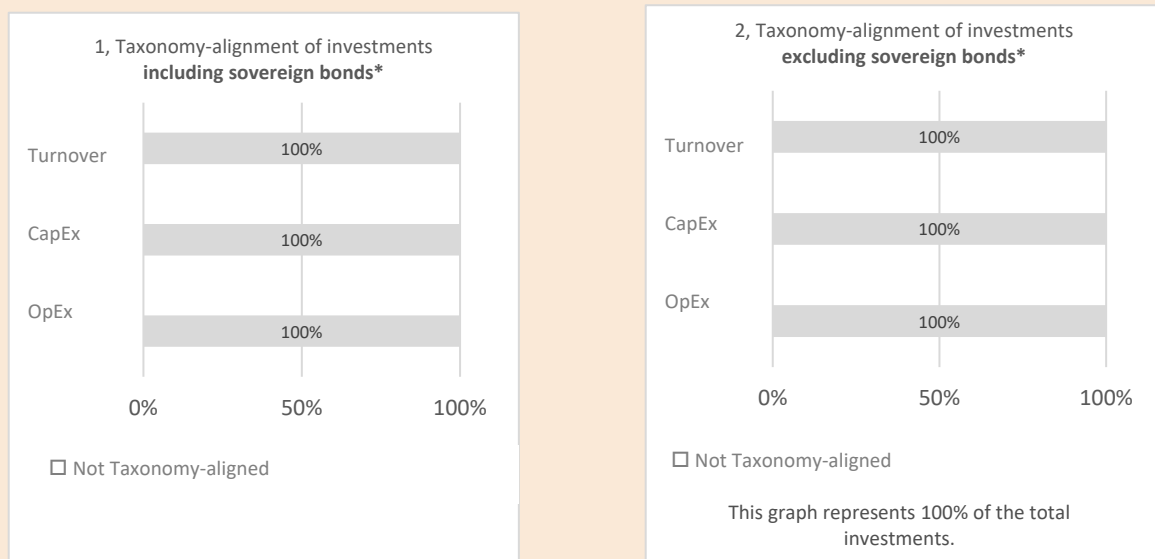 1, Taxonomy-alignment of investments
including sovereign bonds*
Turnover
100%
CapEx
100%
OpEx
100%
0% 50% 100%
Not Taxonomy-aligned
2, Taxonomy-alignment of investments
excluding sovereign bonds*
Turnover
100%
CapEx
100%
OpEx
100%
0% 50% 100%
Not Taxonomy-aligned
This graph represents 100% of the total
investments.